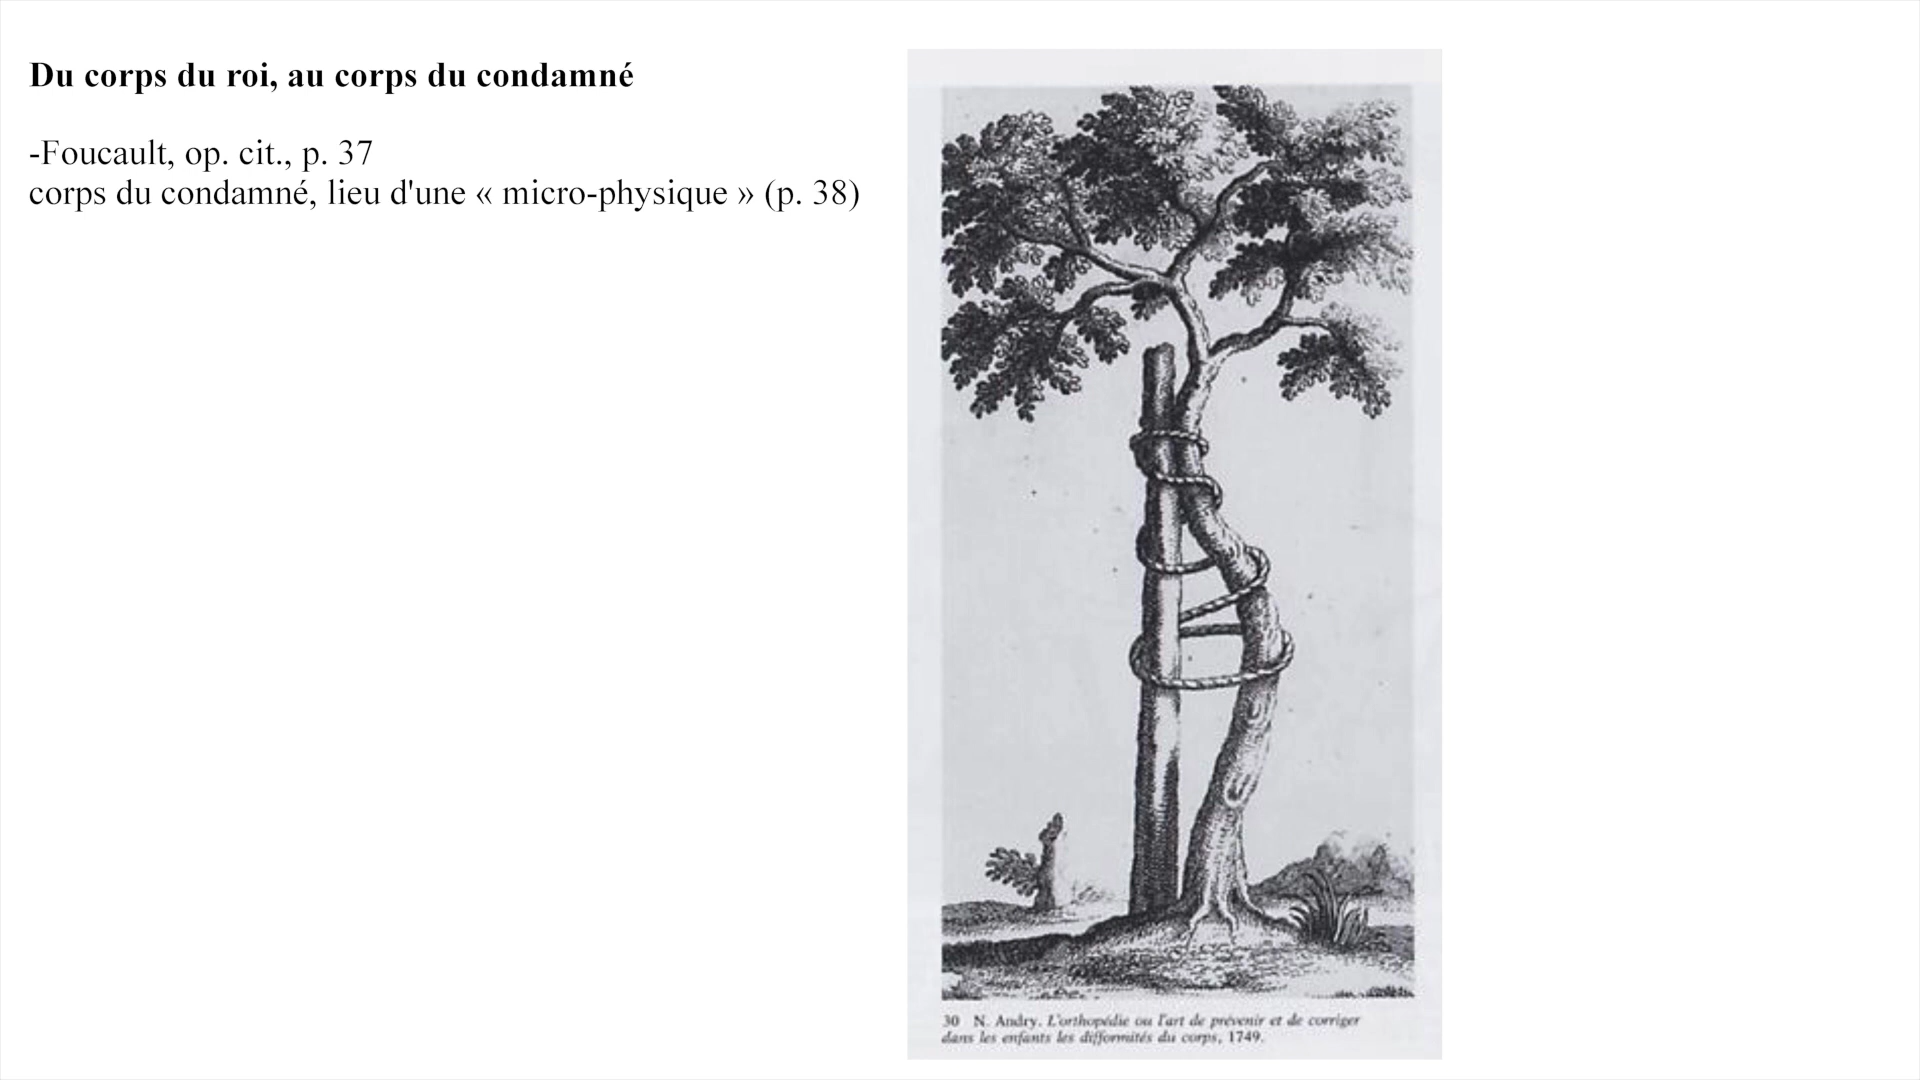 Du corps du roi, au corps du condamné
-Foucault, op. cit., p. 37
corps du condamné, lieu d'une « micro-physique » (p. 38)
30 N. Andry. L'orthopédie ou l'art de prévenir et de corriger
dans les enfants les difformités du corps, 1749.